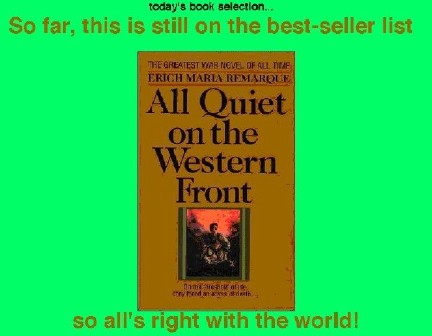 today's book selection...
So far, this is still on the best-seller list
THE GREATEST WAR NOVEL OF ALL TIME
ERICH MARIA REMARQUE
All Quiet
on the
Western
Front
so all's right with the world!